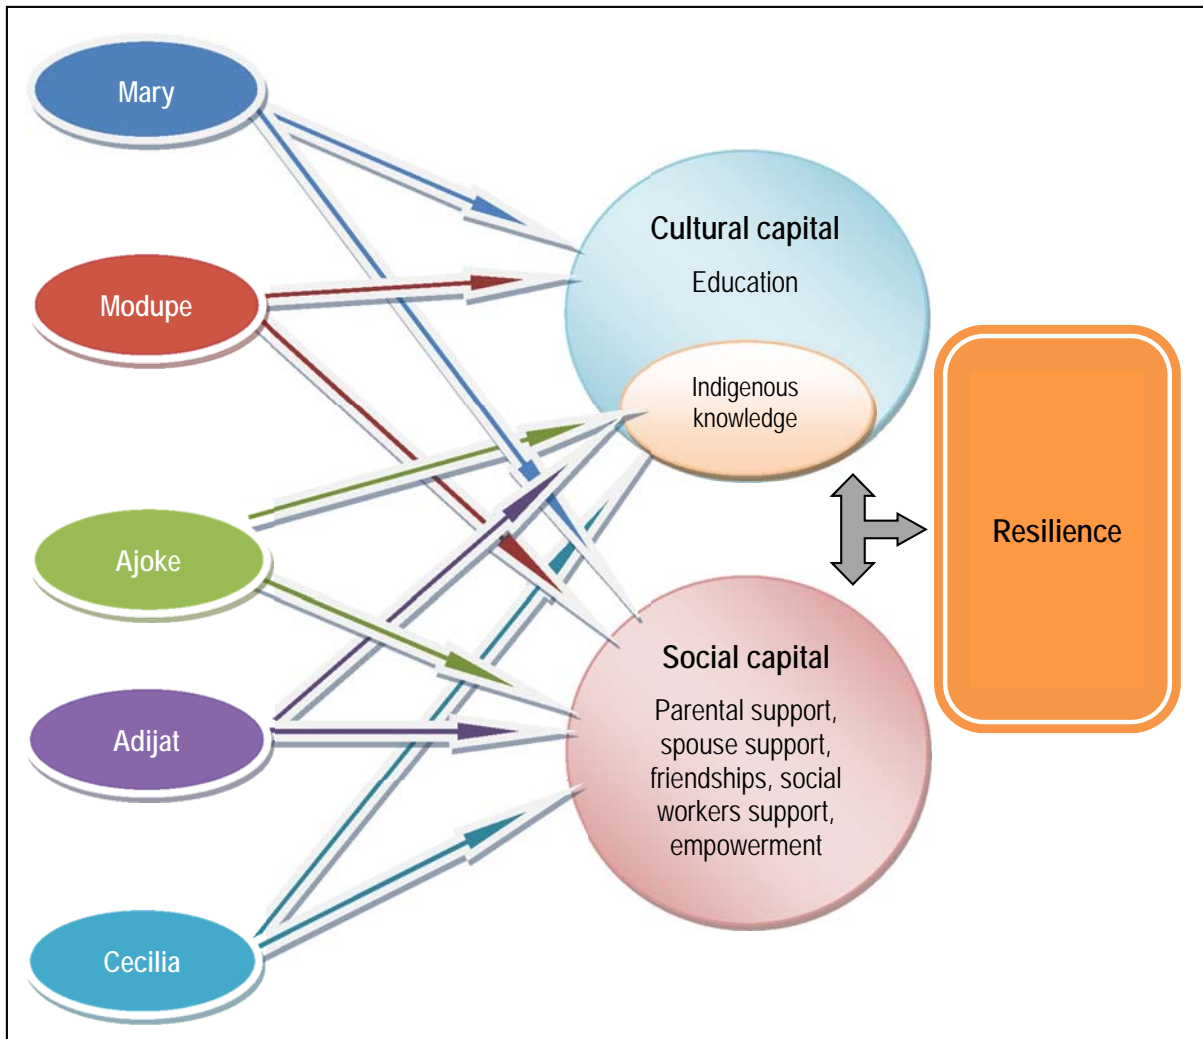 Mary
Modupe
Ajoke
Adijat
Cecilia
Cultural capital
Education
Indigenous
knowledge
Social capital
Parental support,
spouse support,
friendships, social
workers support,
empowerment
Resilience